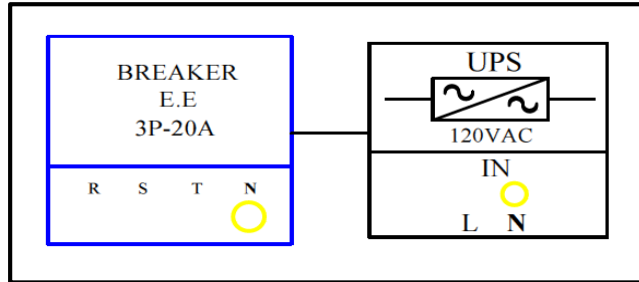 BREAKER
E.E
3P-20A
R S T N
UPS
120VAC
IN
L N